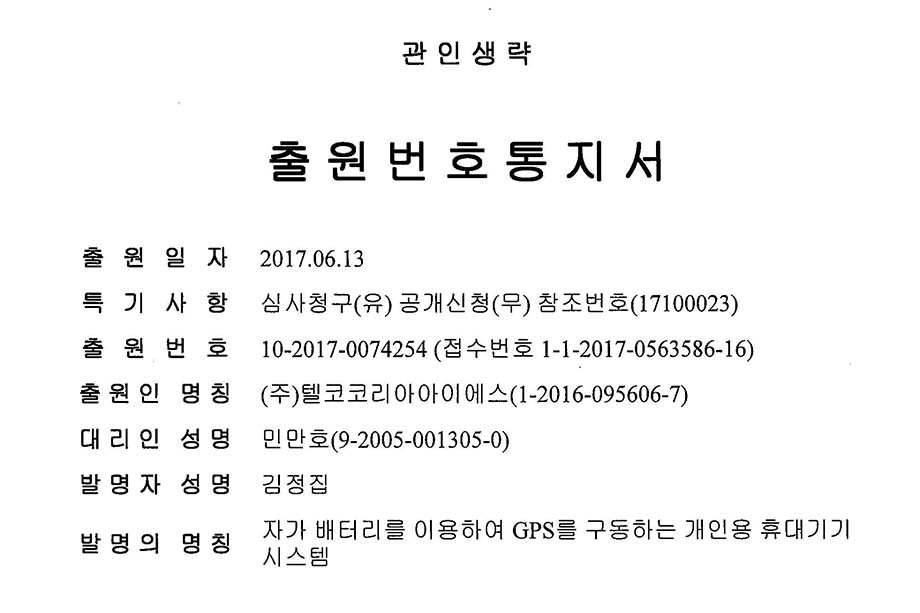 관 인 생 략
출 원 번 호 통 지 서
출 원 일 자 2017.06.13
특 기 사 항 심사청구(유) 공개신청(무) 참조번호(17100023)
출 원 번 호 10-2017-0074254 (접수번호 1-1-2017-0563586-16)
출 원 인 명 칭 (주)텔코코리아아이에스(1-2016-095606-7)
대 리 인 성 명 민만호(9-2005-001305-0)
발 명 자 성 명 김정집
발 명 의 명 칭 자가 배터리를 이용하여 GPS를 구동하는 개인용 휴대기기
시스템